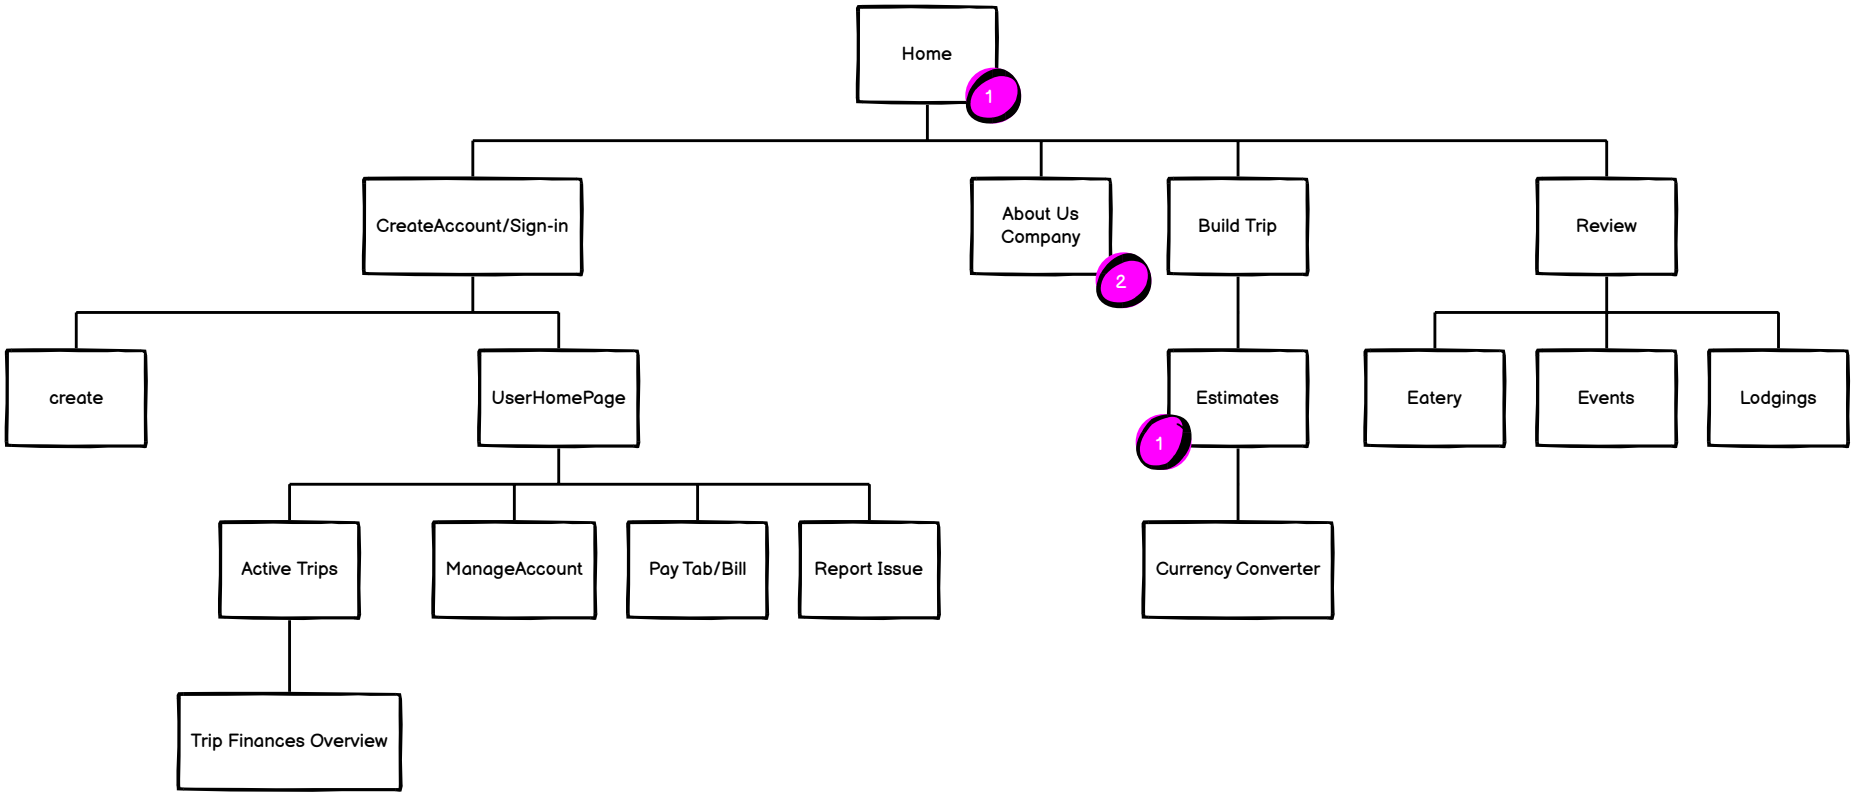 Home
1
CreateAccount/Sign-in
About Us
Company
2
Build Trip
Review
create
UserHomePage
Estimates
1
Eatery
Events
Lodgings
Active Trips
ManageAccount
Pay Tab/Bill
Report Issue
Currency Converter
Trip Finances Overview